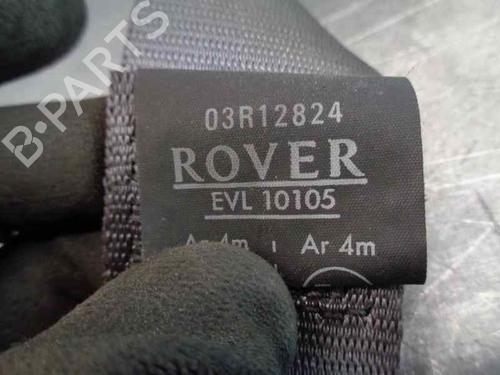 B-PARTS
03R12824
ROVER
EVL 10105
Ar 4m Ar 4m